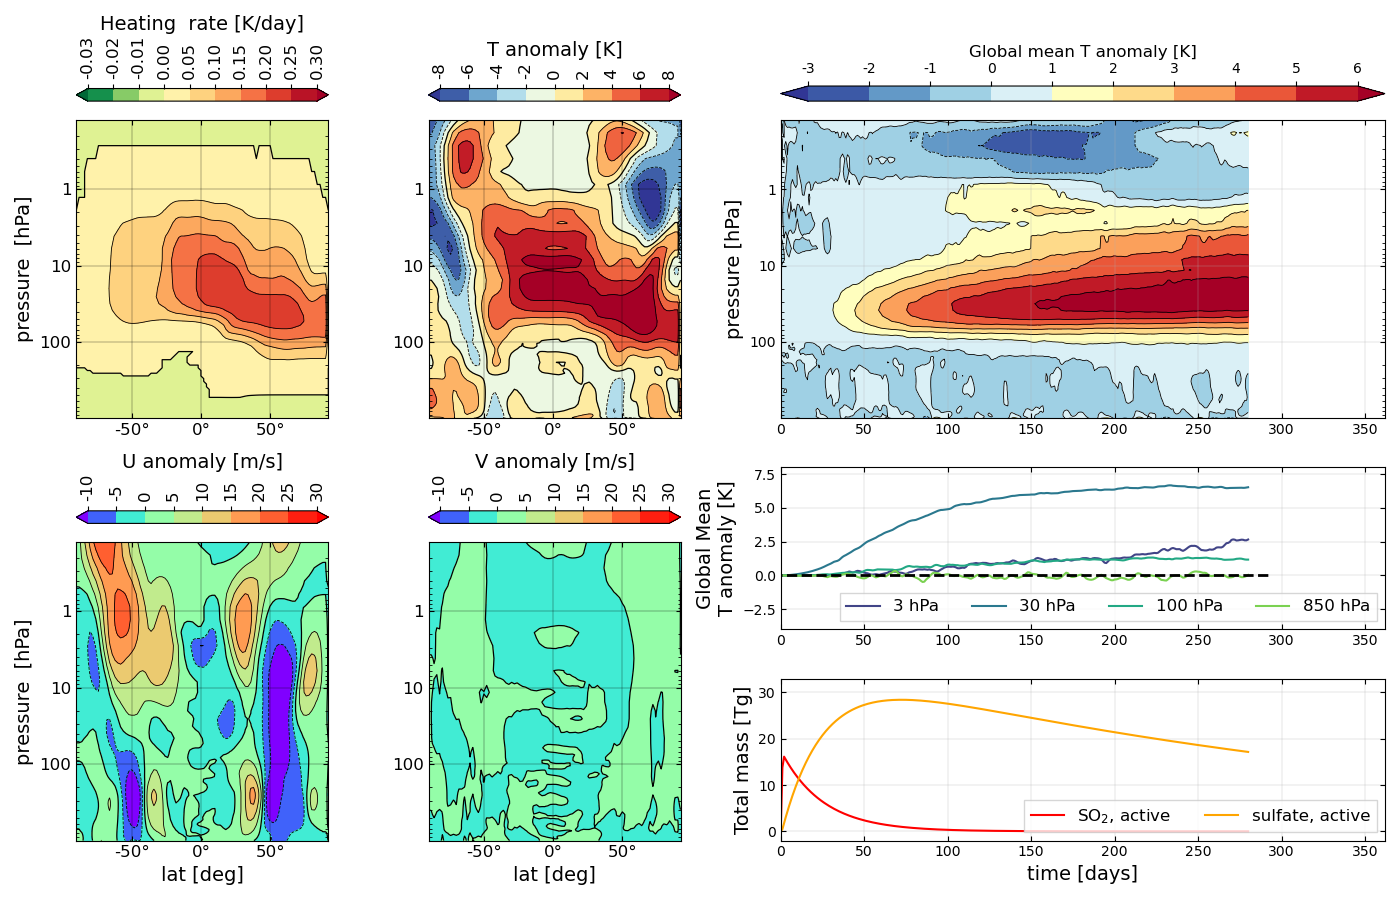 Heating  rate [K/day]
-0.03 -0.02 -0.01 0.00 0.05 0.10 0.15 0.20 0.25 0.30
T anomaly [K]
-8 -6 -4 -2 0 2 4 6 8
Global mean T anomaly [K]
-3 -2 -1 0 1 2 3 4 5 6
pressure  [hPa]
1
10
100
-50° 0° 50°
1
10
100
-50° 0° 50°
pressure  [hPa]
1
10
100
0 50 100 150 200 250 300 350
U anomaly [m/s]
-10 -5 0 5 10 15 20 25 30
V anomaly [m/s]
-10 -5 0 5 10 15 20 25 30
pressure  [hPa]
1
10
100
-50° 0° 50°
lat [deg]
1
10
100
-50° 0° 50°
lat [deg]
Global Mean
T anomaly [K]
7.5
5.0
2.5
0.0
−2.5
3 hPa 30 hPa 100 hPa 850 hPa
0 50 100 150 200 250 300 350
Total mass [Tg]
30
20
10
0
SO₂, active sulfate, active
0 50 100 150 200 250 300 350
time [days]